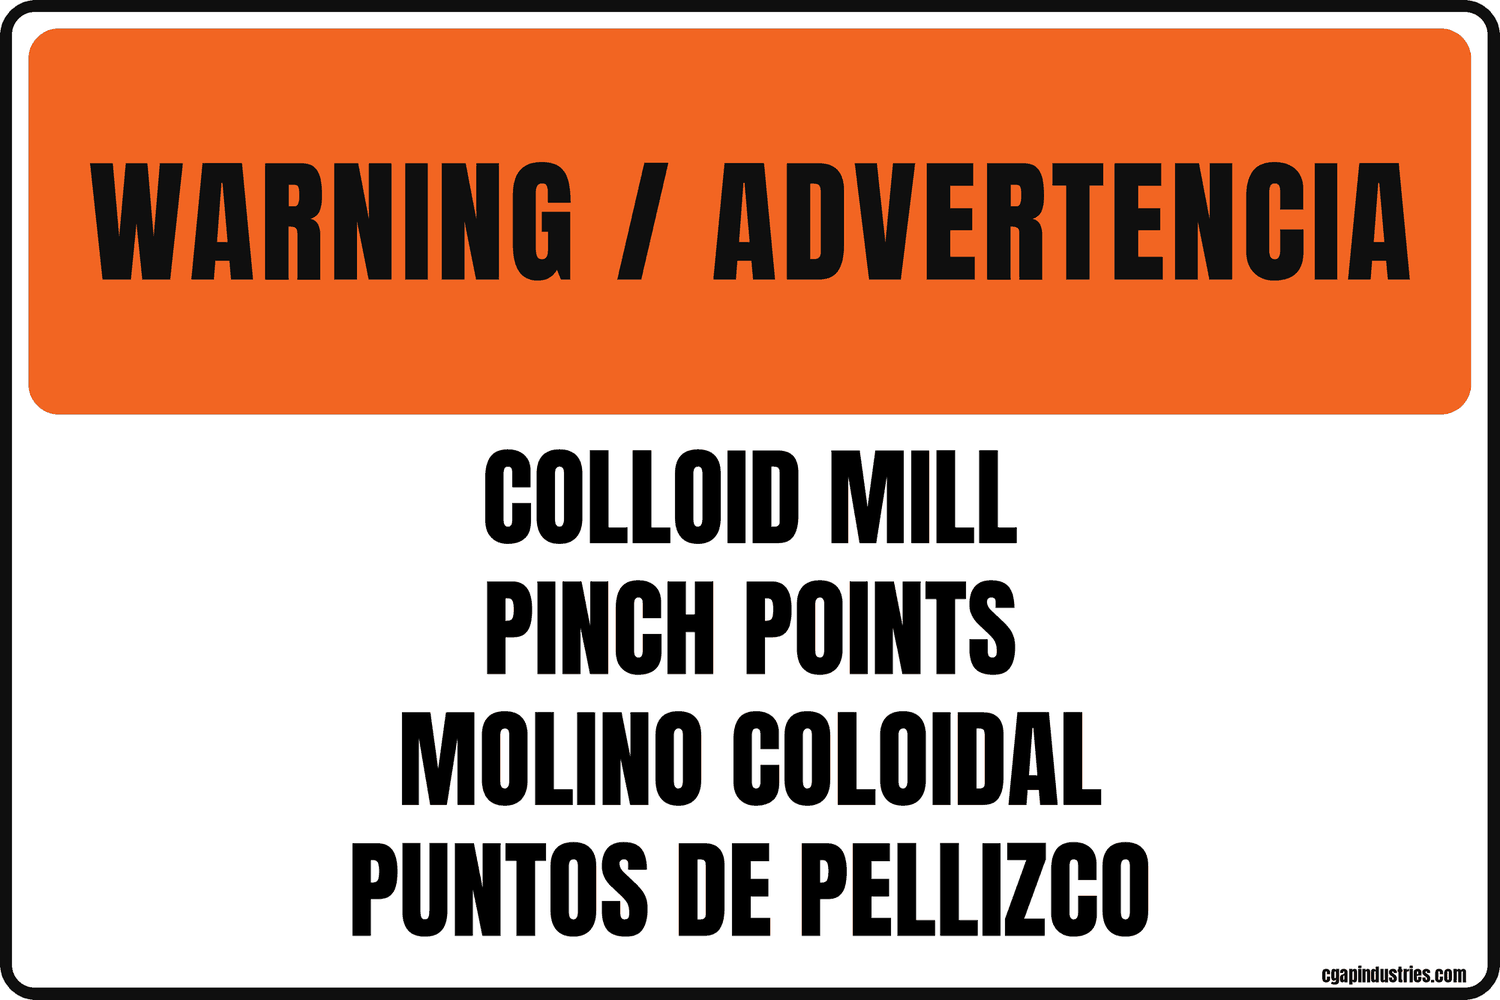 WARNING / ADVERTENCIA
COLLOID MILL
PINCH POINTS
MOLINO COLOIDAL
PUNTOS DE PELLIZCO
cgapindustries.com